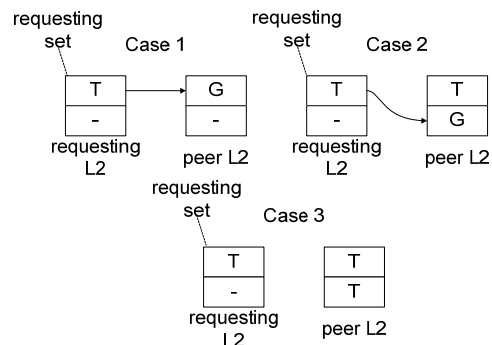 requesting
set
Case 1
T
G
-
-
requesting
L2
peer L2
requesting
set
Case 2
T
T
-
G
requesting
L2
peer L2
requesting
set
Case 3
T
T
-
T
requesting
L2
peer L2